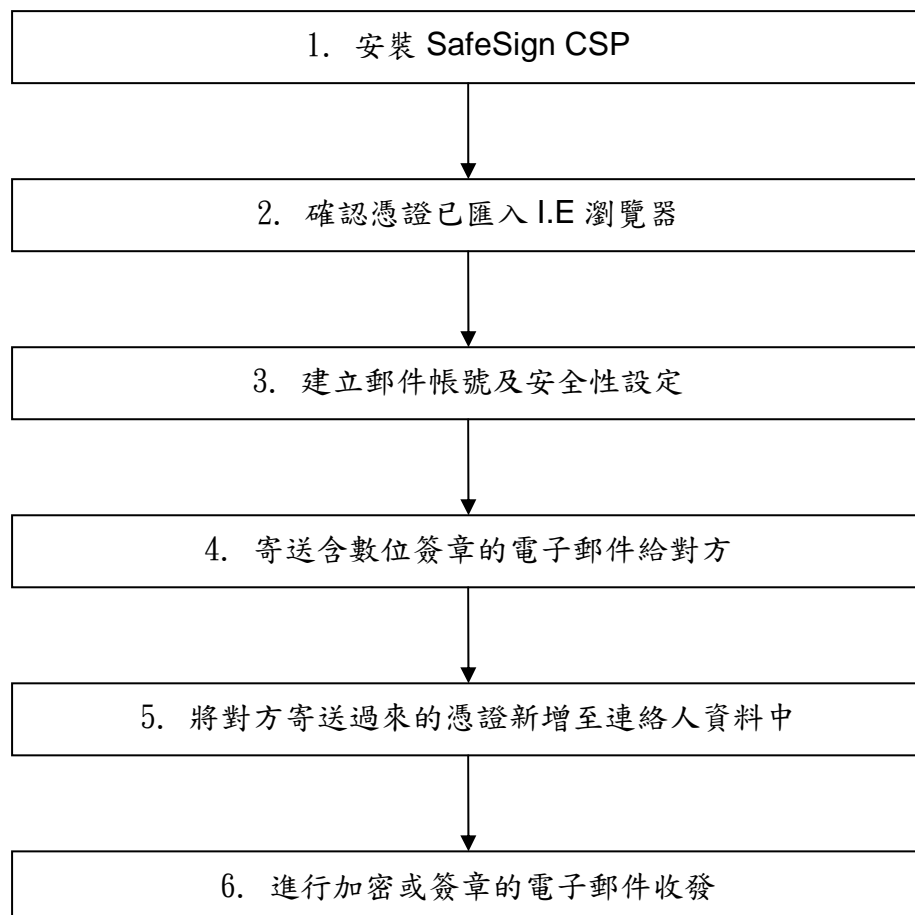 1. 安裝 SafeSign CSP
2. 確認憑證已匯入 I.E 瀏覽器
3. 建立郵件帳號及安全性設定
4. 寄送含數位簽章的電子郵件給對方
5. 將對方寄送過來的憑證新增至連絡人資料中
6. 進行加密或簽章的電子郵件收發